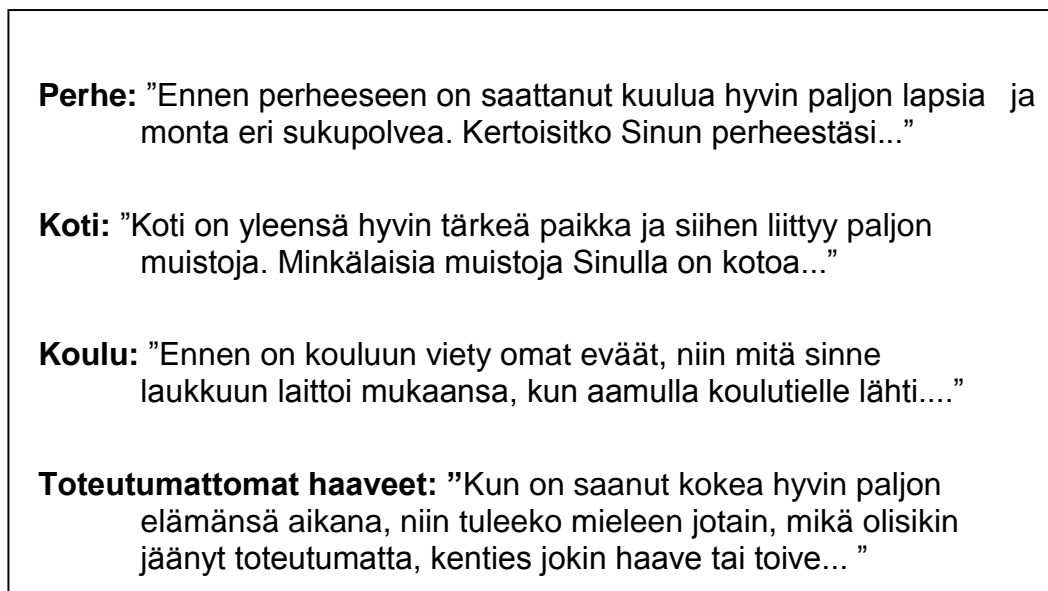 Perhe: ”Ennen perheeseen on saattanut kuulua hyvin paljon lapsia ja
monta eri sukupolvea. Kertoisitko Sinun perheestäsi...”
Koti: ”Koti on yleensä hyvin tärkeä paikka ja siihen liittyy paljon
muistoja. Minkälaisia muistoja Sinulla on kotoa...”
Koulu: ”Ennen on kouluun viety omat eväät, niin mitä sinne
laukkuun laittoi mukaansa, kun aamulla koulutielle lähti....”
Toteutumattomat haaveet: ”Kun on saanut kokea hyvin paljon
elämänsä aikana, niin tuleeko mieleen jotain, mikä olisikin
jäänyt toteutumatta, kenties jokin haave tai toive... ”